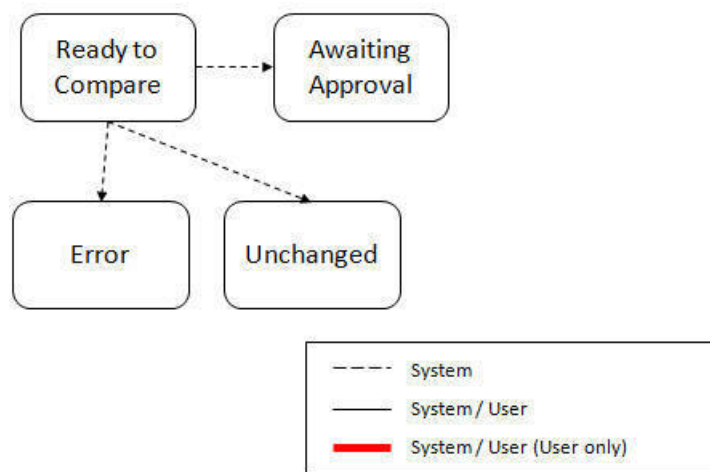 Ready to
Compare
Awaiting
Approval
Error
Unchanged
System
System / User
System / User (User only)